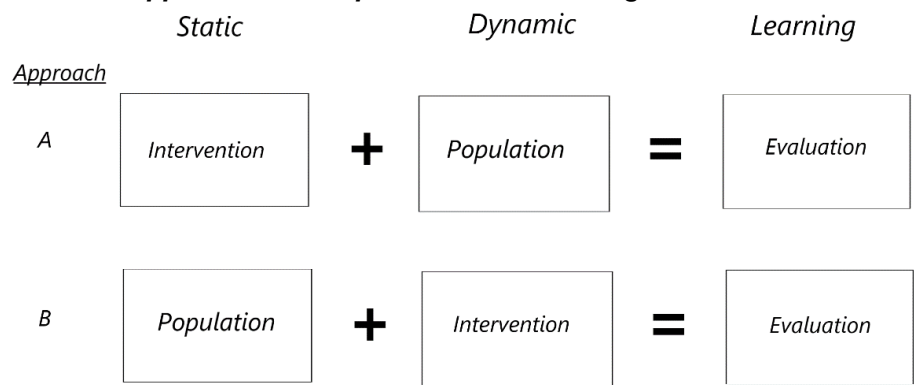 Static Dynamic Learning
Approach
A Intervention + Population = Evaluation
B Population + Intervention = Evaluation